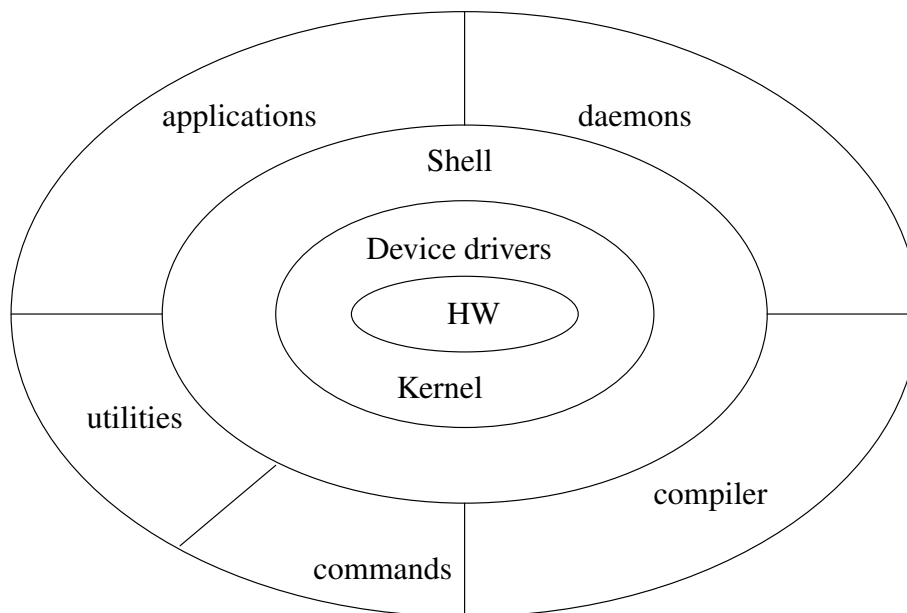 applications
daemons
Shell
Device drivers
HW
Kernel
utilities
compiler
commands